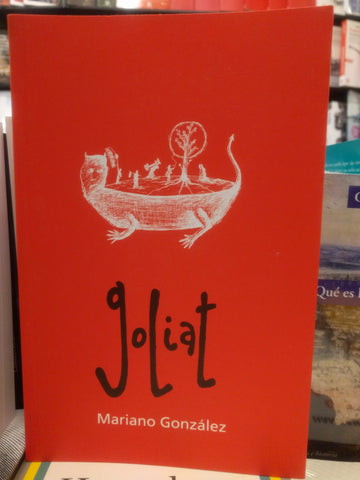 goliat
Mariano González
Qué es l